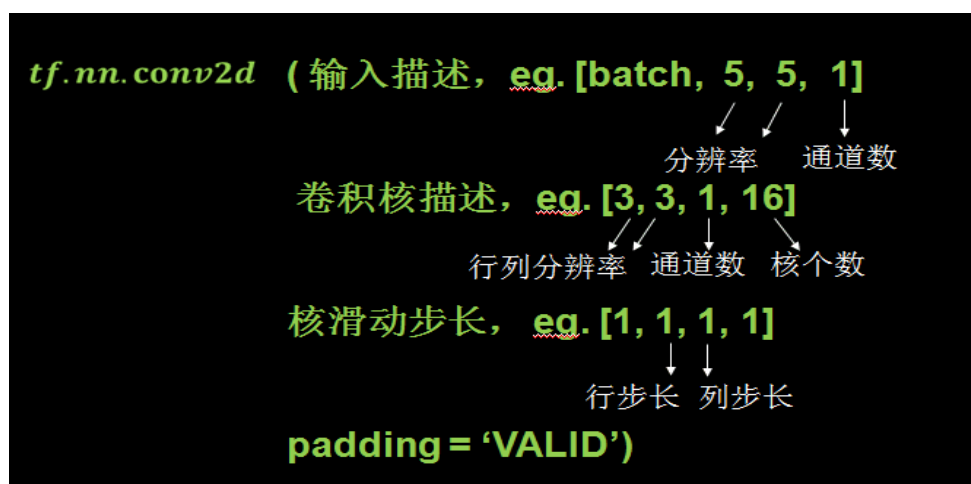 tf.nn.conv2d (输入描述，eg. [batch, 5, 5, 1]
分辨率 通道数
卷积核描述，eg. [3, 3, 1, 16]
行列分辨率 通道数 核个数
核滑动步长， eg. [1, 1, 1, 1]
行步长 列步长
padding = ‘VALID’)